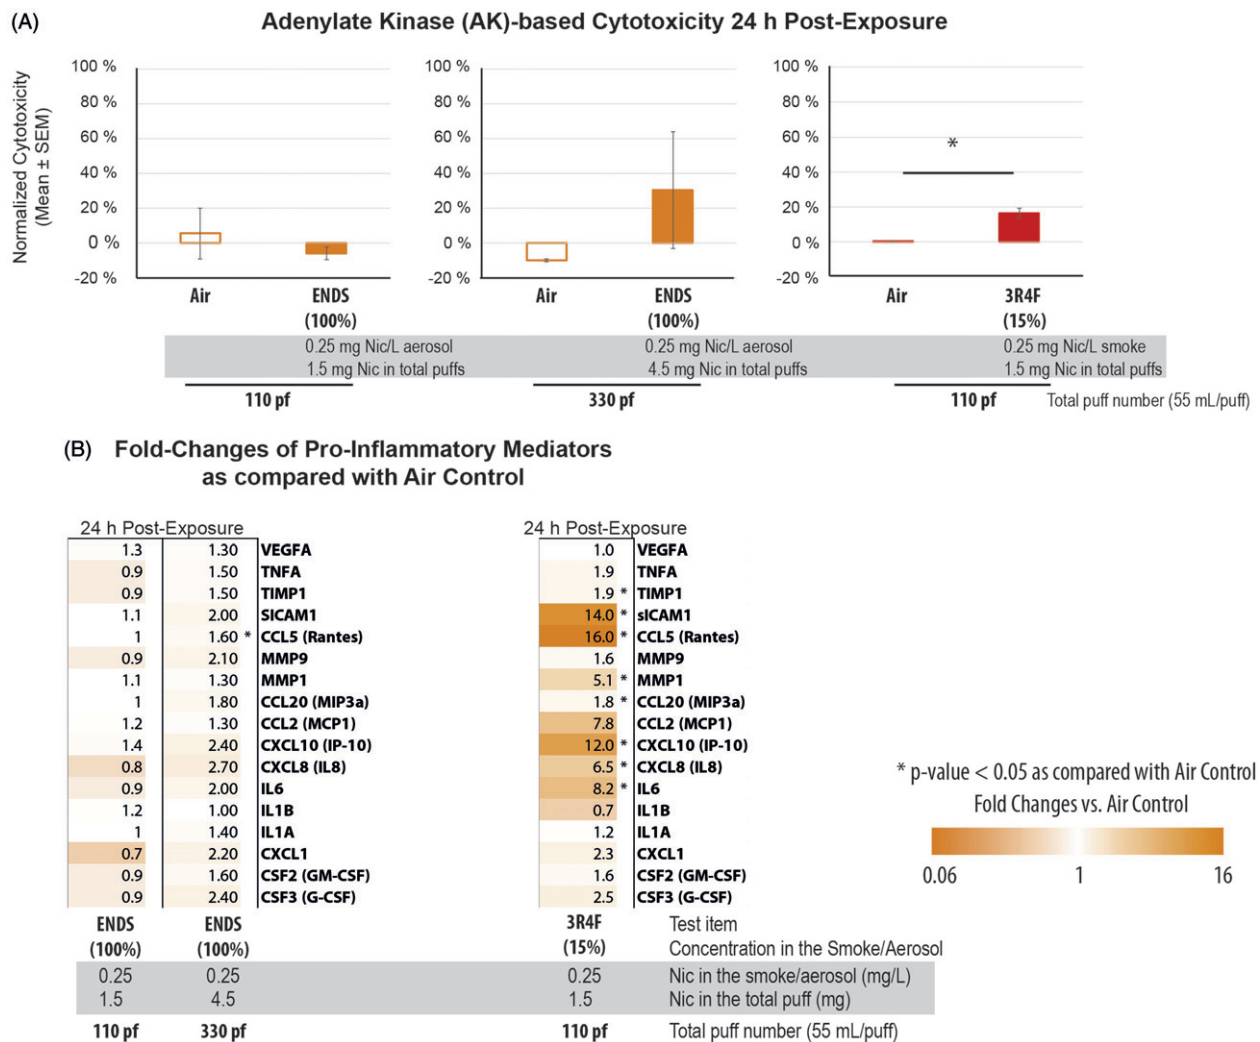 (A) Adenylate Kinase (AK)-based Cytotoxicity 24 h Post-Exposure
Normalized Cytotoxicity
(Mean ± SEM)
100 % 100 % 100 %
80 % 80 % 80 %
60 % 60 % 60 %
*
40 % 40 % 40 %
20 % 20 % 20 %
0 % 0 % 0 %
-20 % -20 % -20 %
Air ENDS Air ENDS Air 3R4F
(100%) (100%) (15%)
0.25 mg Nic/L aerosol 0.25 mg Nic/L aerosol 0.25 mg Nic/L smoke
1.5 mg Nic in total puffs 4.5 mg Nic in total puffs 1.5 mg Nic in total puffs
110 pf 330 pf 110 pf Total puff number (55 mL/puff)
(B) Fold-Changes of Pro-Inflammatory Mediators
as compared with Air Control
24 h Post-Exposure 24 h Post-Exposure
1.3 1.30 VEGFA 1.0 VEGFA
0.9 1.50 TNFA 1.9 TNFA
0.9 1.50 TIMP1 1.9 * TIMP1
1.1 2.00 SICAM1 14.0 * sICAM1
1 1.60 * CCL5 (Rantes) 16.0 * CCL5 (Rantes)
0.9 2.10 MMP9 1.6 MMP9
1.1 1.30 MMP1 5.1 * MMP1
1 1.80 CCL20 (MIP3a) 1.8 * CCL20 (MIP3a)
1.2 1.30 CCL2 (MCP1) 7.8 CCL2 (MCP1)
1.4 2.40 CXCL10 (IP-10) 12.0 * CXCL10 (IP-10)
0.8 2.70 CXCL8 (IL8) 6.5 * CXCL8 (IL8)
0.9 2.00 IL6 8.2 * IL6
1.2 1.00 IL1B 0.7 IL1B
1 1.40 IL1A 1.2 IL1A
0.7 2.20 CXCL1 2.3 CXCL1
0.9 1.60 CSF2 (GM-CSF) 1.6 CSF2 (GM-CSF)
0.9 2.40 CSF3 (G-CSF) 2.5 CSF3 (G-CSF)
* p-value < 0.05 as compared with Air Control
Fold Changes vs. Air Control
0.06 1 16
ENDS ENDS 3R4F Test item
(100%) (100%) (15%) Concentration in the Smoke/Aerosol
0.25 0.25 0.25 Nic in the smoke/aerosol (mg/L)
1.5 4.5 1.5 Nic in the total puff (mg)
110 pf 330 pf 110 pf Total puff number (55 mL/puff)